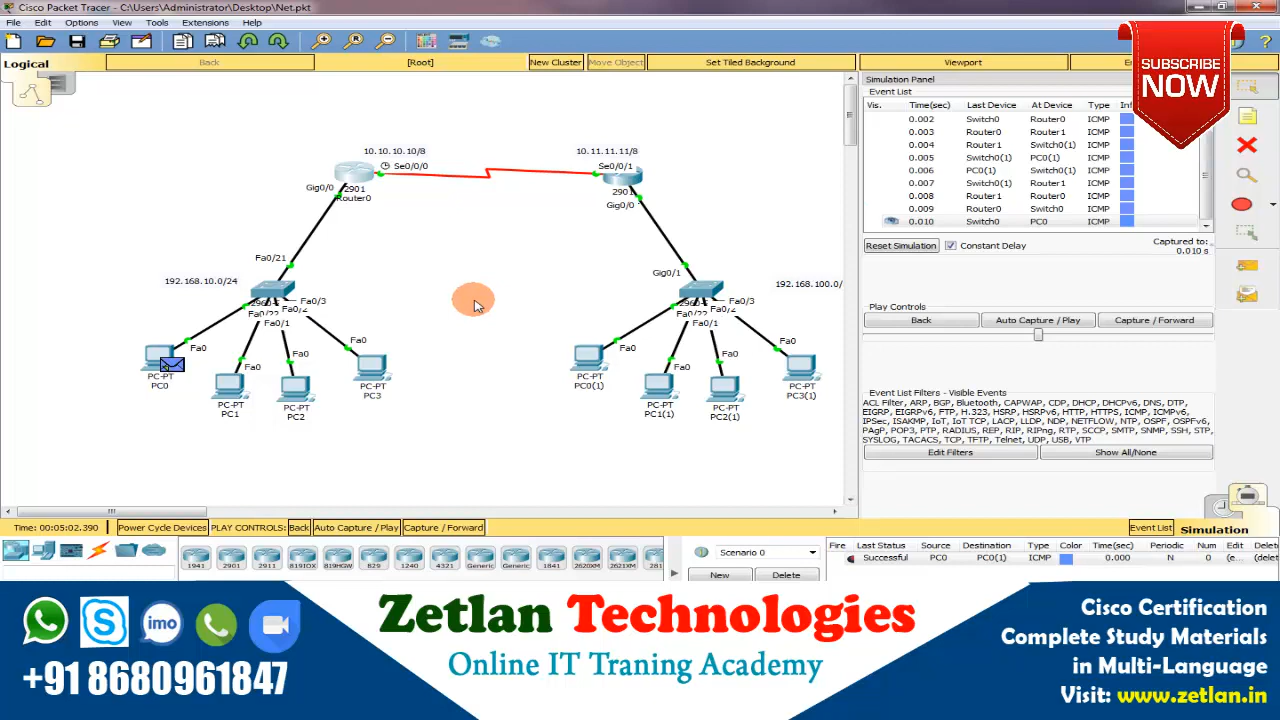 Cisco Packet Tracer - C:\Users\Administrator\Desktop\Net.pkt
File Edit Options View Tools Extensions Help
Logical Back [Root] New Cluster Move Object Set Tiled Background Viewport
SUBSCRIBE
NOW
10.10.10.10/8
Se0/0/0
Gig0/0
2901
Router0
10.11.11.11/8
Se0/0/1
Gig0/0
Fa0/21
192.168.10.0/24
Fa0/3
Fa0/2
Fa0/22
Fa0/1
Fa0
Fa0
Fa0
Fa0
PC-PT
PC0
PC-PT
PC1
PC-PT
PC2
PC-PT
PC3
Gig0/1
192.168.100.0/
Fa0/3
Fa0/2
Fa0/22
Fa0/1
Fa0
Fa0
Fa0
Fa0
PC-PT
PC0(1)
PC-PT
PC1(1)
PC-PT
PC2(1)
PC-PT
PC3(1)
Simulation Panel
Event List
Vis. Time(sec) Last Device At Device Type
0.002 Switch0 Router0 ICMP
0.003 Router0 Router1 ICMP
0.004 Router1 Switch0(1) ICMP
0.005 Switch0(1) PC0(1) ICMP
0.006 PC0(1) Switch0(1) ICMP
0.007 Switch0(1) Router1 ICMP
0.008 Router1 Router0 ICMP
0.009 Router0 Switch0 ICMP
0.010 Switch0 PC0 ICMP
Reset Simulation Constant Delay Captured to:
0.010 s
Play Controls
Back Auto Capture / Play Capture / Forward
Event List Filters - Visible Events
ACL Filter, ARP, BGP, Bluetooth, CAPWAP, CDP, DHCP, DHCPv6, DNS, DTP,
EIGRP, EIGRPv6, FTP, H.323, HSRP, HSRPv6, HTTP, HTTPS, ICMP, ICMPv6,
IPSec, ISAKMP, IoT, IoT TCP, LACP, LLDP, NDP, NETFLOW, NTP, OSPF, OSPFv6,
PAgP, POP3, PTP, RADIUS, REP, RIP, RIPng, RTP, SCCP, SMTP, SNMP, SSH, STP,
SYSLOG, TACACS, TCP, TFTP, Telnet, UDP, USB, VTP
Edit Filters Show All/None
Time: 00:05:02.390 Power Cycle Devices PLAY CONTROLS: Back Auto Capture / Play Capture / Forward Event List Simulation
1941 2901 2911 819IOX 819HGW 829 1240 4321 Generic Generic 1841 2620XM 2621XM 281
Scenario 0
New Delete
Fire Last Status Source Destination Type Color Time(sec) Periodic Num Edit Delete
Successful PC0 PC0(1) ICMP 0.000 N 0 (e... (delet
imo
+91 8680961847
Zetlan Technologies
Online IT Traning Academy
Cisco Certification
Complete Study Materials
in Multi-Language
Visit: www.zetlan.in